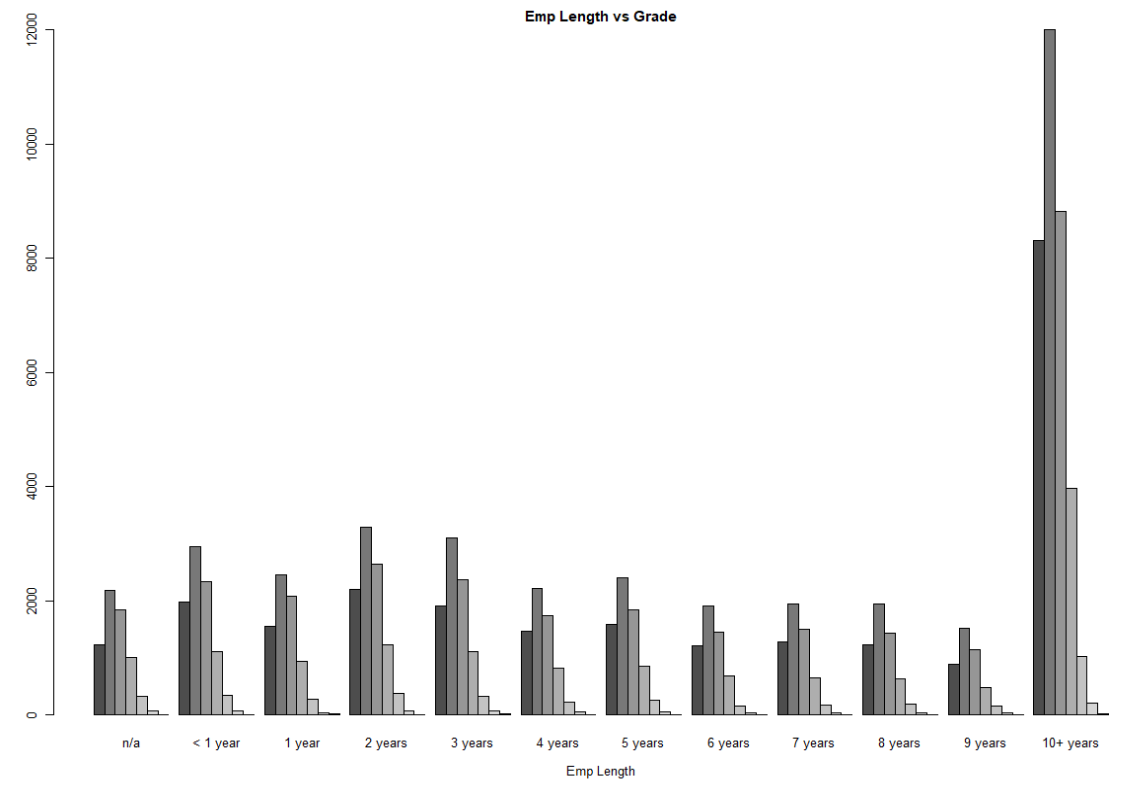 Emp Length vs Grade
12000
10000
8000
6000
4000
2000
0
n/a
< 1 year
1 year
2 years
3 years
4 years
5 years
6 years
7 years
8 years
9 years
10+ years
Emp Length